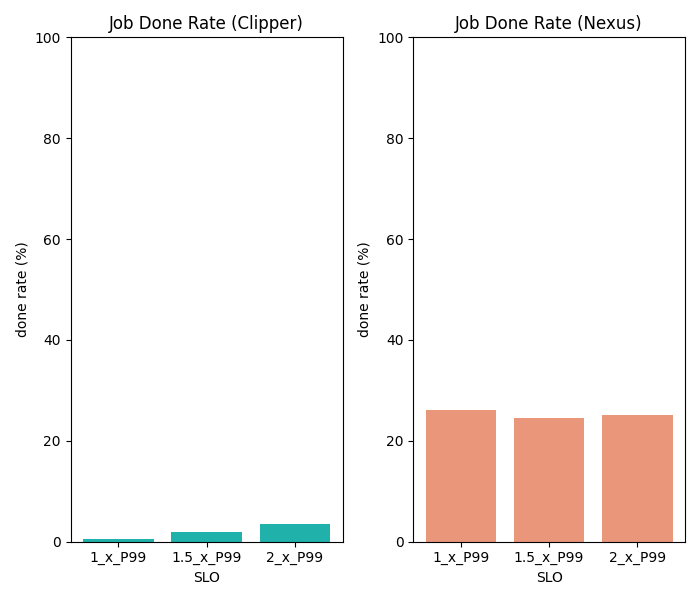 Job Done Rate (Clipper)
100
80
60
40
20
0
done rate (%)
1_x_P99 1.5_x_P99 2_x_P99
SLO
Job Done Rate (Nexus)
100
80
60
40
20
0
done rate (%)
1_x_P99 1.5_x_P99 2_x_P99
SLO